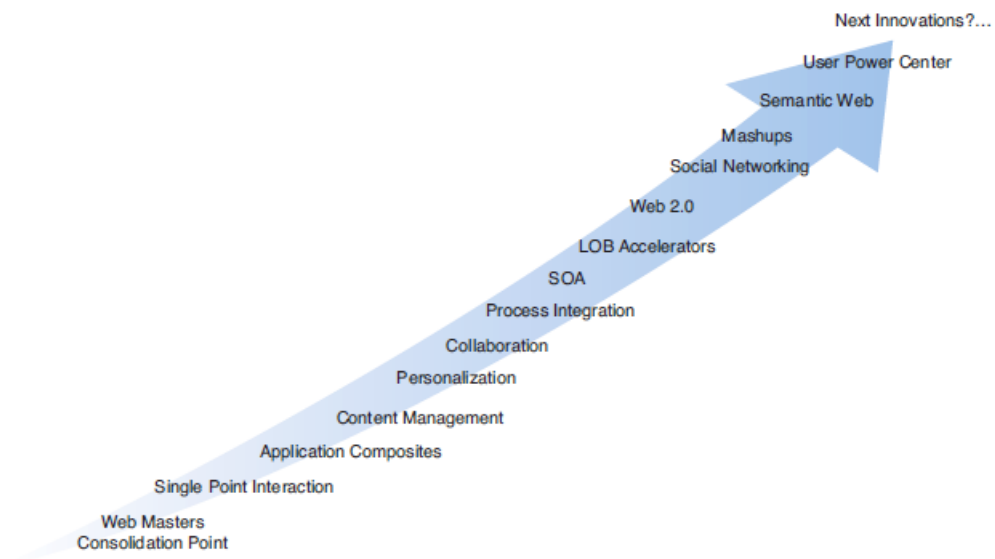 Next Innovations?...
User Power Center
Semantic Web
Mashups
Social Networking
Web 2.0
LOB Accelerators
SOA
Process Integration
Collaboration
Personalization
Content Management
Application Composites
Single Point Interaction
Web Masters
Consolidation Point